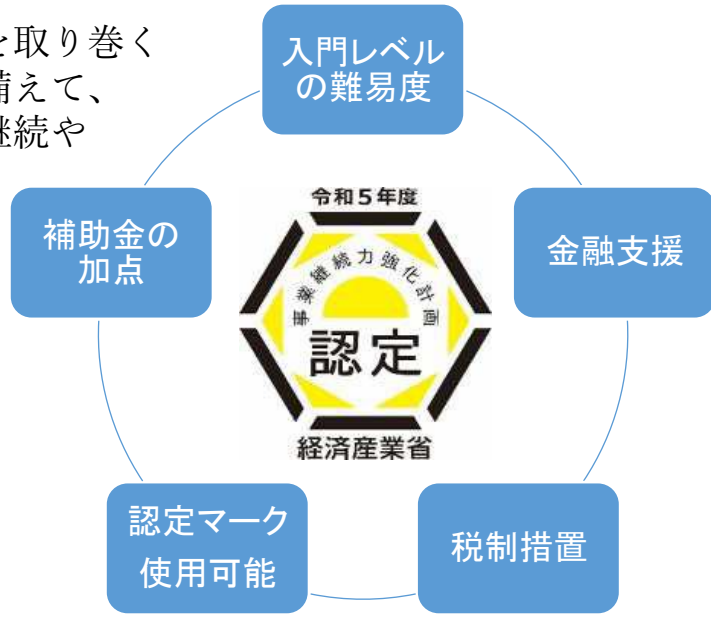 を取り巻く
備えて、
継続や
入門レベル
の難易度
補助金の
加点
金融支援
令和５年度
事業継続力強化計画
認定
経済産業省
認定マーク
使用可能
税制措置